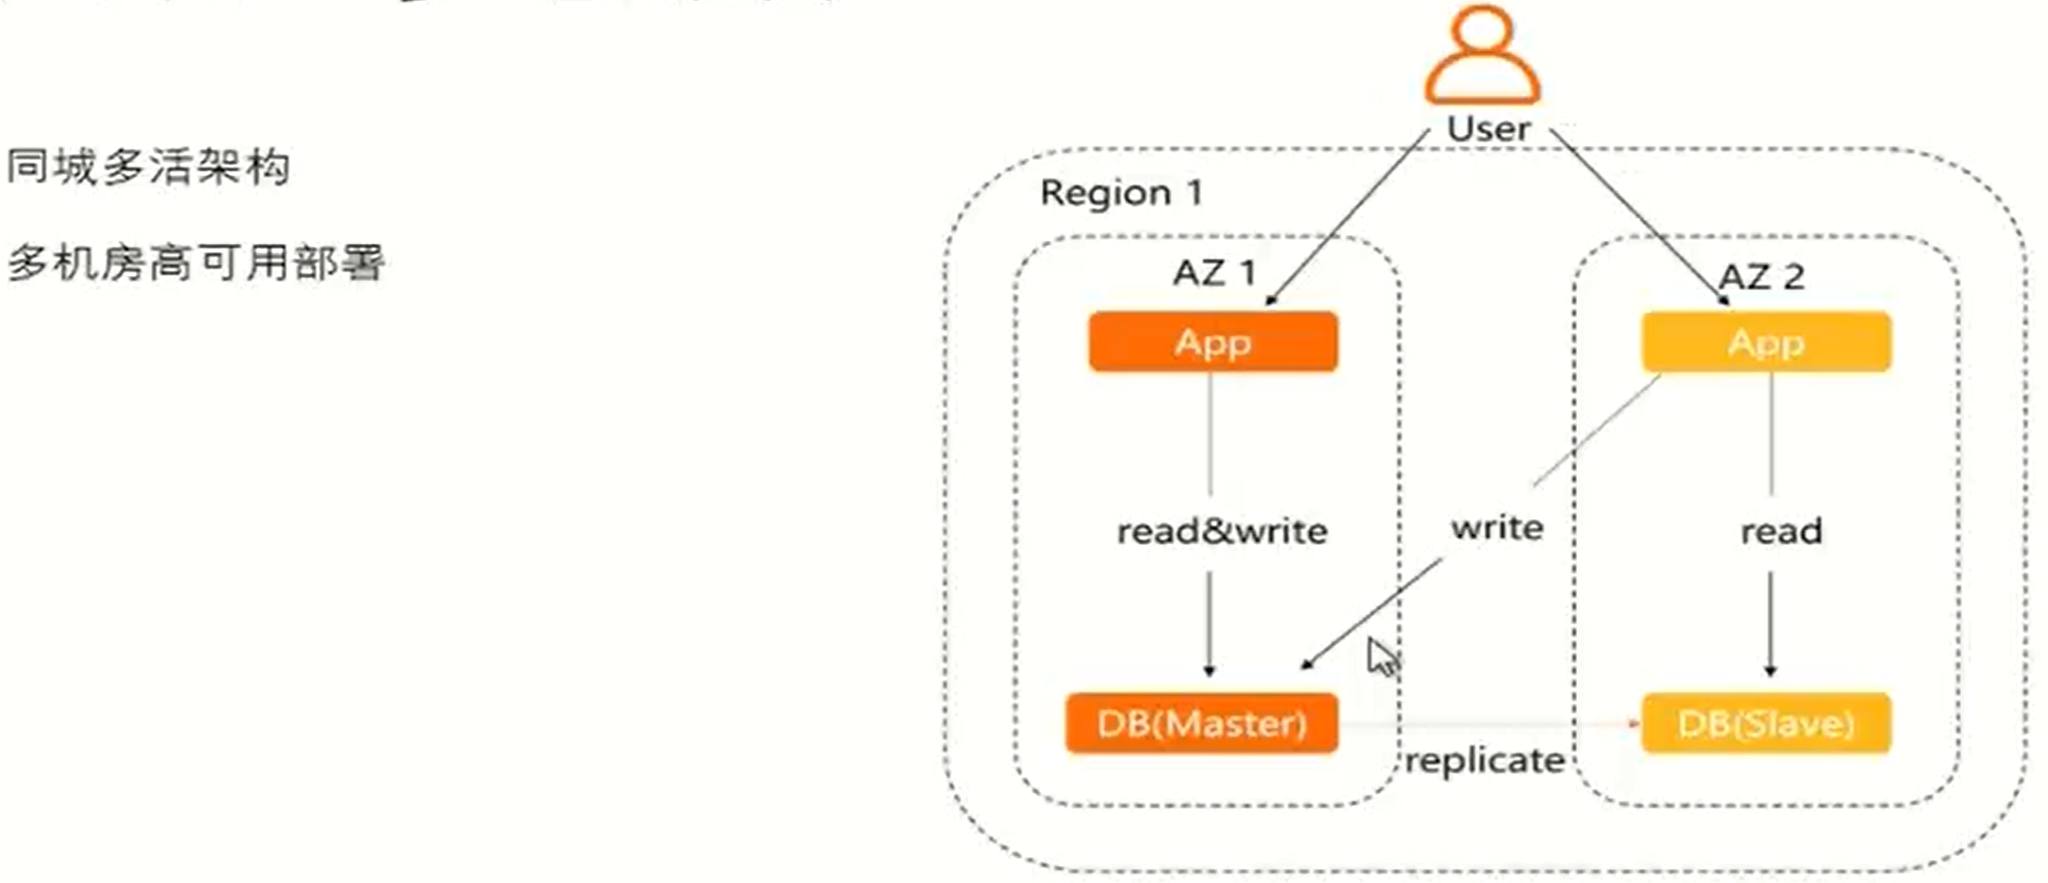 同城多活架构
多机房高可用部署
User
Region 1
AZ 1
AZ 2
App
App
read&write
write
read
DB(Master)
DB(Slave)
replicate